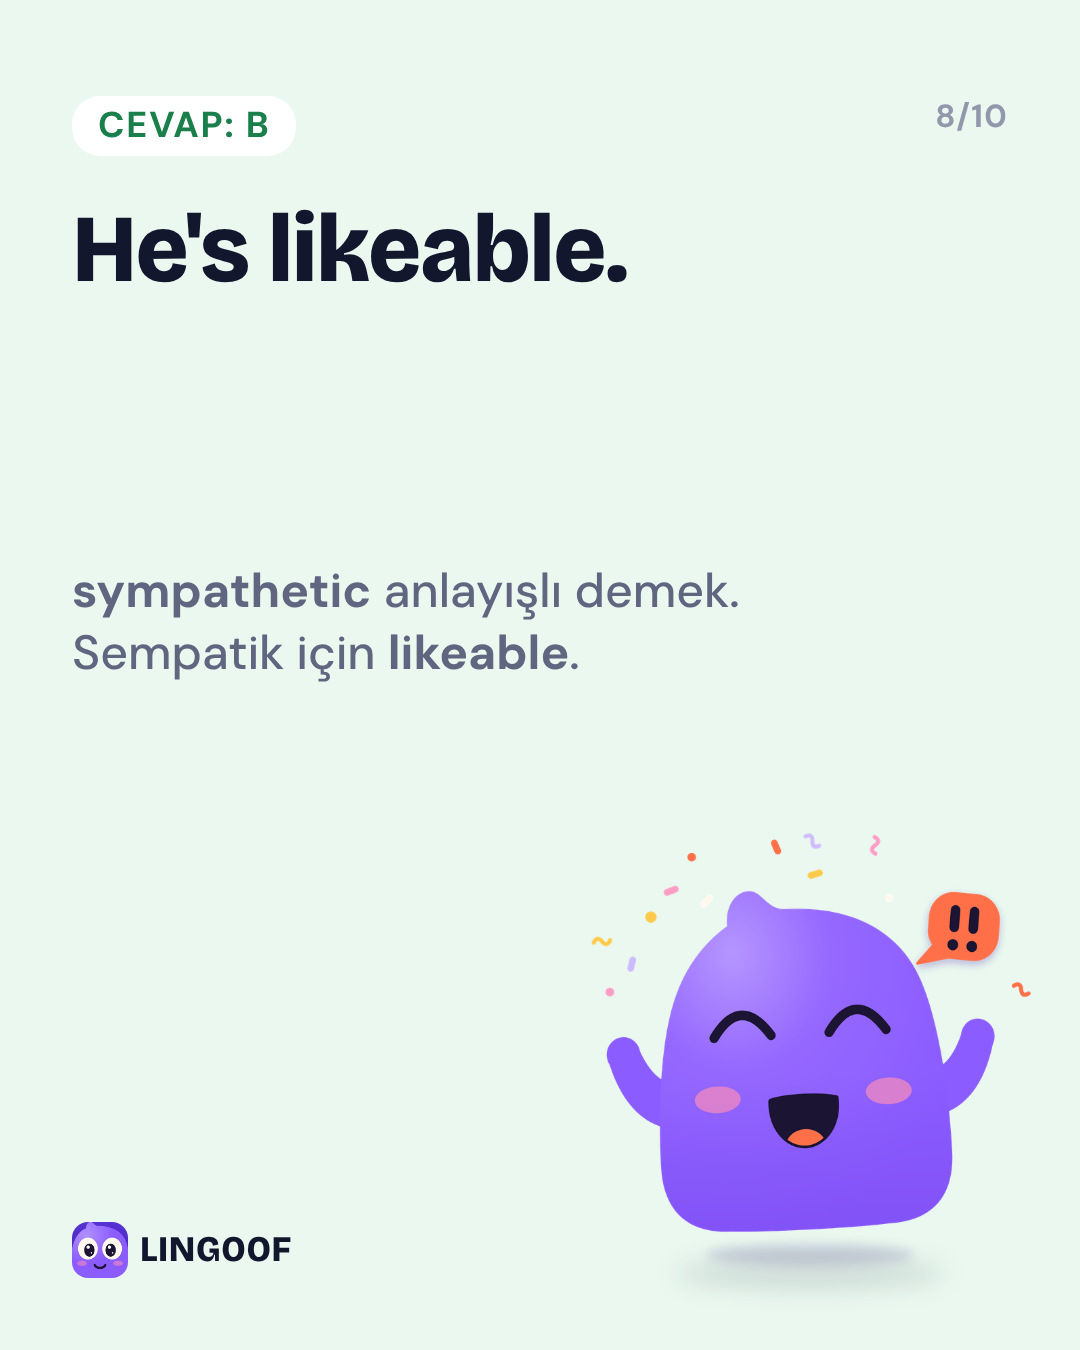 CEVAP: B
8/10
He's likeable.
sympathetic anlayışlı demek.
Sempatik için likeable.
!!
LINGOOF